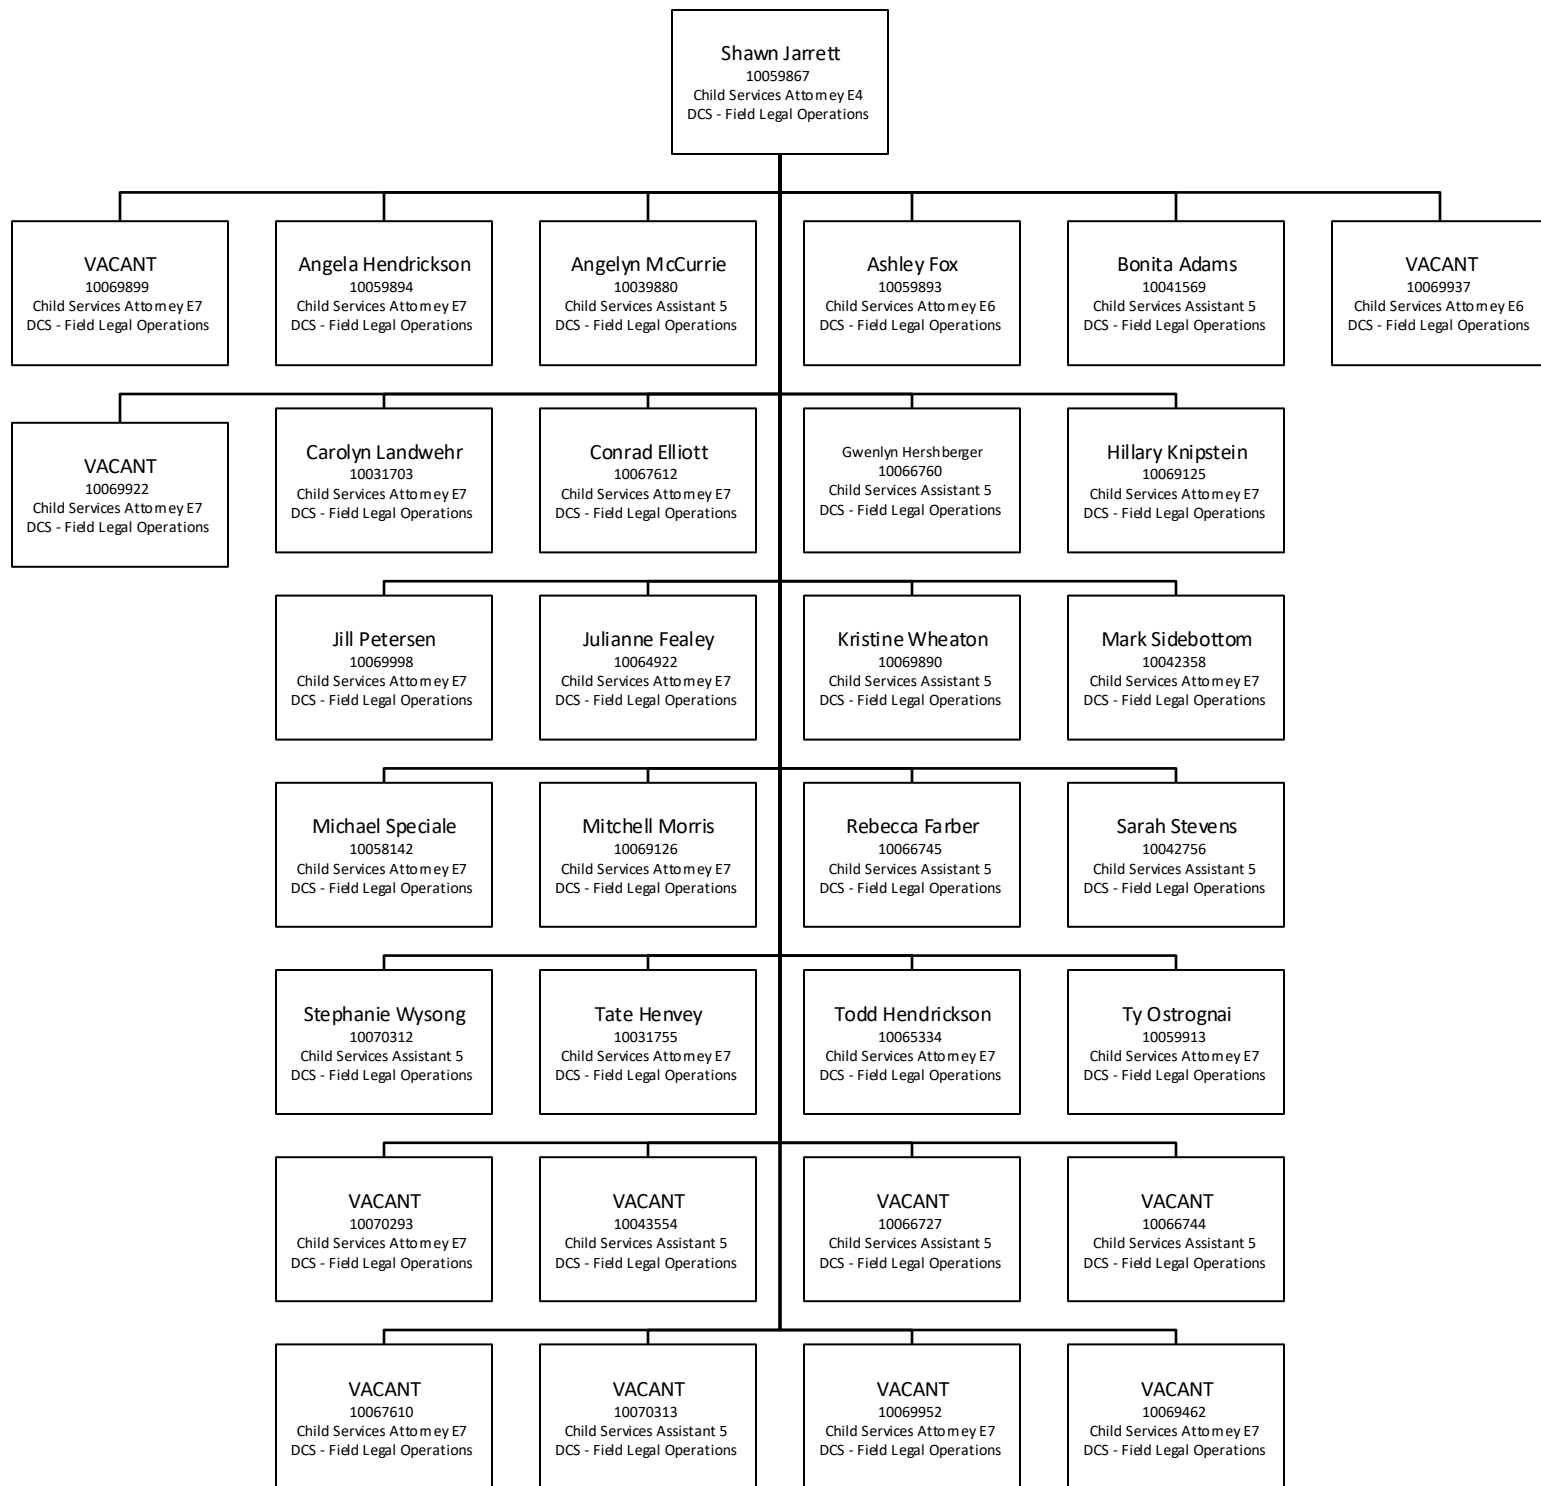 Shawn Jarrett
10059867
Child Services Attorney E4
DCS - Field Legal Operations
VACANT
10069899
Child Services Attorney E7
DCS - Field Legal Operations
Angela Hendrickson
10059894
Child Services Attorney E7
DCS - Field Legal Operations
Angelyn McCurrie
10039880
Child Services Assistant 5
DCS - Field Legal Operations
Ashley Fox
10059893
Child Services Attorney E6
DCS - Field Legal Operations
Bonita Adams
10041569
Child Services Assistant 5
DCS - Field Legal Operations
VACANT
10069937
Child Services Attorney E6
DCS - Field Legal Operations
VACANT
10069922
Child Services Attorney E7
DCS - Field Legal Operations
Carolyn Landwehr
10031703
Child Services Attorney E7
DCS - Field Legal Operations
Conrad Elliott
10067612
Child Services Attorney E7
DCS - Field Legal Operations
Gwenlyn Hershberger
10066760
Child Services Assistant 5
DCS - Field Legal Operations
Hillary Knipstein
10069125
Child Services Attorney E7
DCS - Field Legal Operations
Jill Petersen
10069998
Child Services Attorney E7
DCS - Field Legal Operations
Julianne Fealey
10064922
Child Services Attorney E7
DCS - Field Legal Operations
Kristine Wheaton
10069890
Child Services Assistant 5
DCS - Field Legal Operations
Mark Sidebottom
10042358
Child Services Attorney E7
DCS - Field Legal Operations
Michael Speciale
10058142
Child Services Attorney E7
DCS - Field Legal Operations
Mitchell Morris
10069126
Child Services Attorney E7
DCS - Field Legal Operations
Rebecca Farber
10066745
Child Services Assistant 5
DCS - Field Legal Operations
Sarah Stevens
10042756
Child Services Assistant 5
DCS - Field Legal Operations
Stephanie Wysong
10070312
Child Services Assistant 5
DCS - Field Legal Operations
Tate Henvey
10031755
Child Services Attorney E7
DCS - Field Legal Operations
Todd Hendrickson
10065334
Child Services Attorney E7
DCS - Field Legal Operations
Ty Ostrognai
10059913
Child Services Attorney E7
DCS - Field Legal Operations
VACANT
10070293
Child Services Attorney E7
DCS - Field Legal Operations
VACANT
10043554
Child Services Assistant 5
DCS - Field Legal Operations
VACANT
10066727
Child Services Assistant 5
DCS - Field Legal Operations
VACANT
10066744
Child Services Assistant 5
DCS - Field Legal Operations
VACANT
10067610
Child Services Attorney E7
DCS - Field Legal Operations
VACANT
10070313
Child Services Assistant 5
DCS - Field Legal Operations
VACANT
10069952
Child Services Attorney E7
DCS - Field Legal Operations
VACANT
10069462
Child Services Attorney E7
DCS - Field Legal Operations